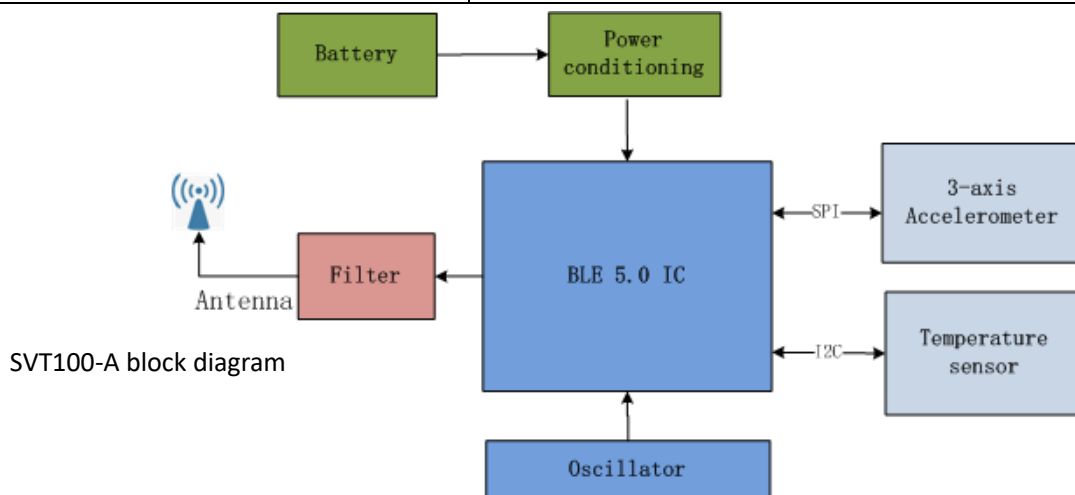 Battery
Power
conditioning
3-axis
Accelerometer
SPI
BLE 5.0 IC
Filter
Antenna
I2C
Temperature
sensor
SVT100-A block diagram
Oscillator